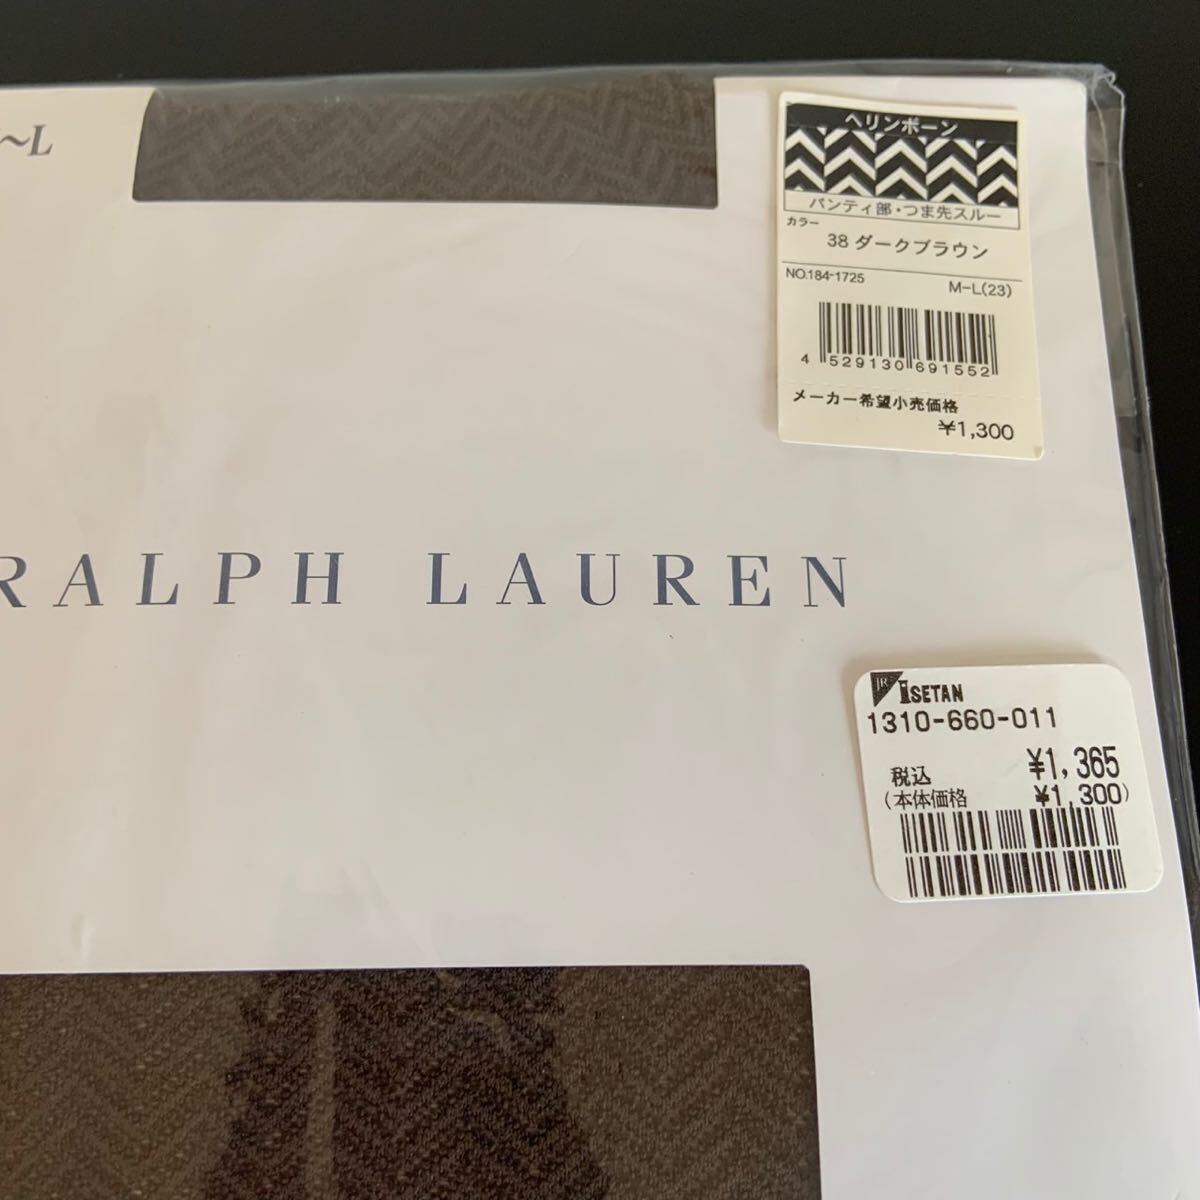 ~L
ヘリンボーン
パンティ部・つま先スルー
カラー
38 ダークブラウン
NO.184-1725
M-L(23)
4 529130 691552
メーカー希望小売価格
¥1,300
RALPH LAUREN
JR ISETAN
1310-660-011
税込 ¥1,365
(本体価格 ¥1,300)